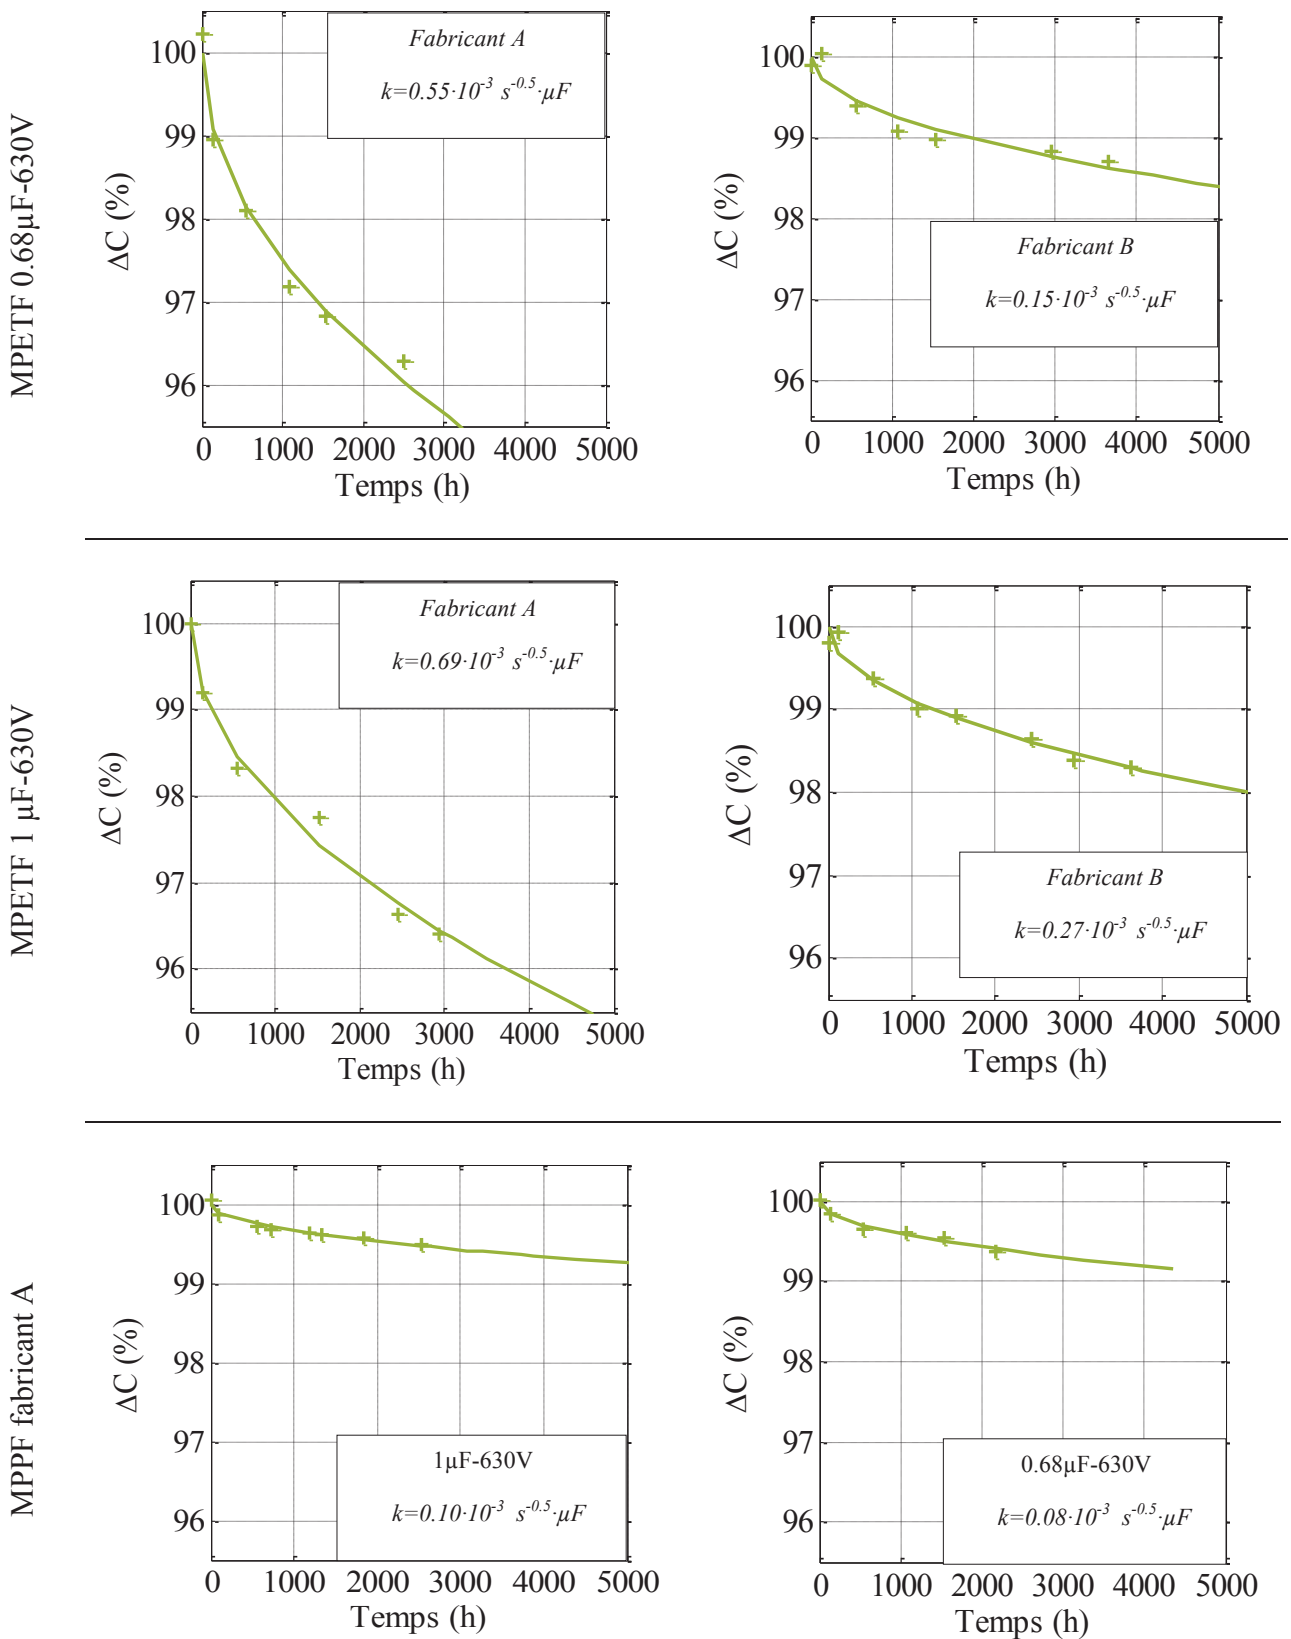 MPETF 0.68µF-630V
ΔC (%)
100
99
98
97
96
Fabricant A
k=0.55·10⁻³ s⁻⁰·⁵·µF
0 1000 2000 3000 4000 5000
Temps (h)
ΔC (%)
100
99
98
97
96
Fabricant B
k=0.15·10⁻³ s⁻⁰·⁵·µF
0 1000 2000 3000 4000 5000
Temps (h)
MPETF 1 µF-630V
ΔC (%)
100
99
98
97
96
Fabricant A
k=0.69·10⁻³ s⁻⁰·⁵·µF
0 1000 2000 3000 4000 5000
Temps (h)
ΔC (%)
100
99
98
97
96
Fabricant B
k=0.27·10⁻³ s⁻⁰·⁵·µF
0 1000 2000 3000 4000 5000
Temps (h)
MPPF fabricant A
ΔC (%)
100
99
98
97
96
1µF-630V
k=0.10·10⁻³ s⁻⁰·⁵·µF
0 1000 2000 3000 4000 5000
Temps (h)
ΔC (%)
100
99
98
97
96
0.68µF-630V
k=0.08·10⁻³ s⁻⁰·⁵·µF
0 1000 2000 3000 4000 5000
Temps (h)